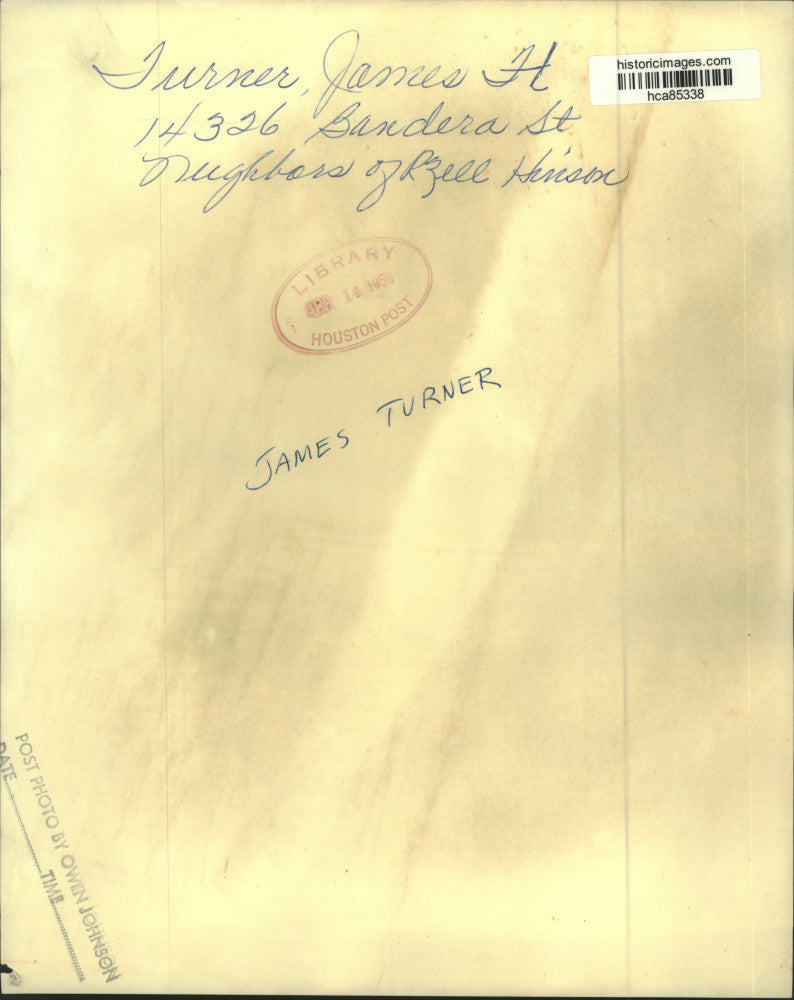 Turner, James H
historicimages.com
hca85338
14326 Bandera St
Neighbors of Rzell Hinson
LIBRARY
14 1959
HOUSTON POST
JAMES TURNER
POST PHOTO BY OWEN JOHNSON
DATE
TIME